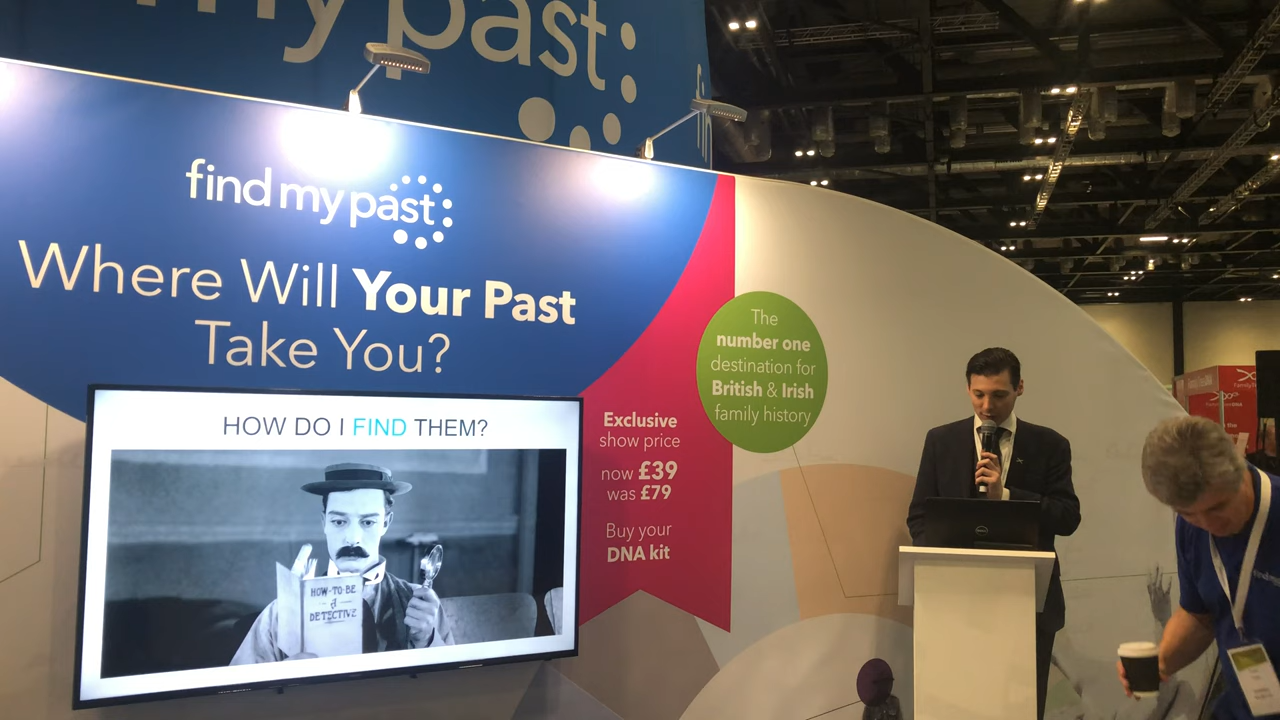 my past
find my past
Where Will Your Past
Take You?
HOW DO I FIND THEM?
HOW-TO-BE
A
DETECTIVE
The
number one
destination for
British & Irish
family history
Exclusive
show price
now £39
was £79
Buy your
DNA kit
DELL